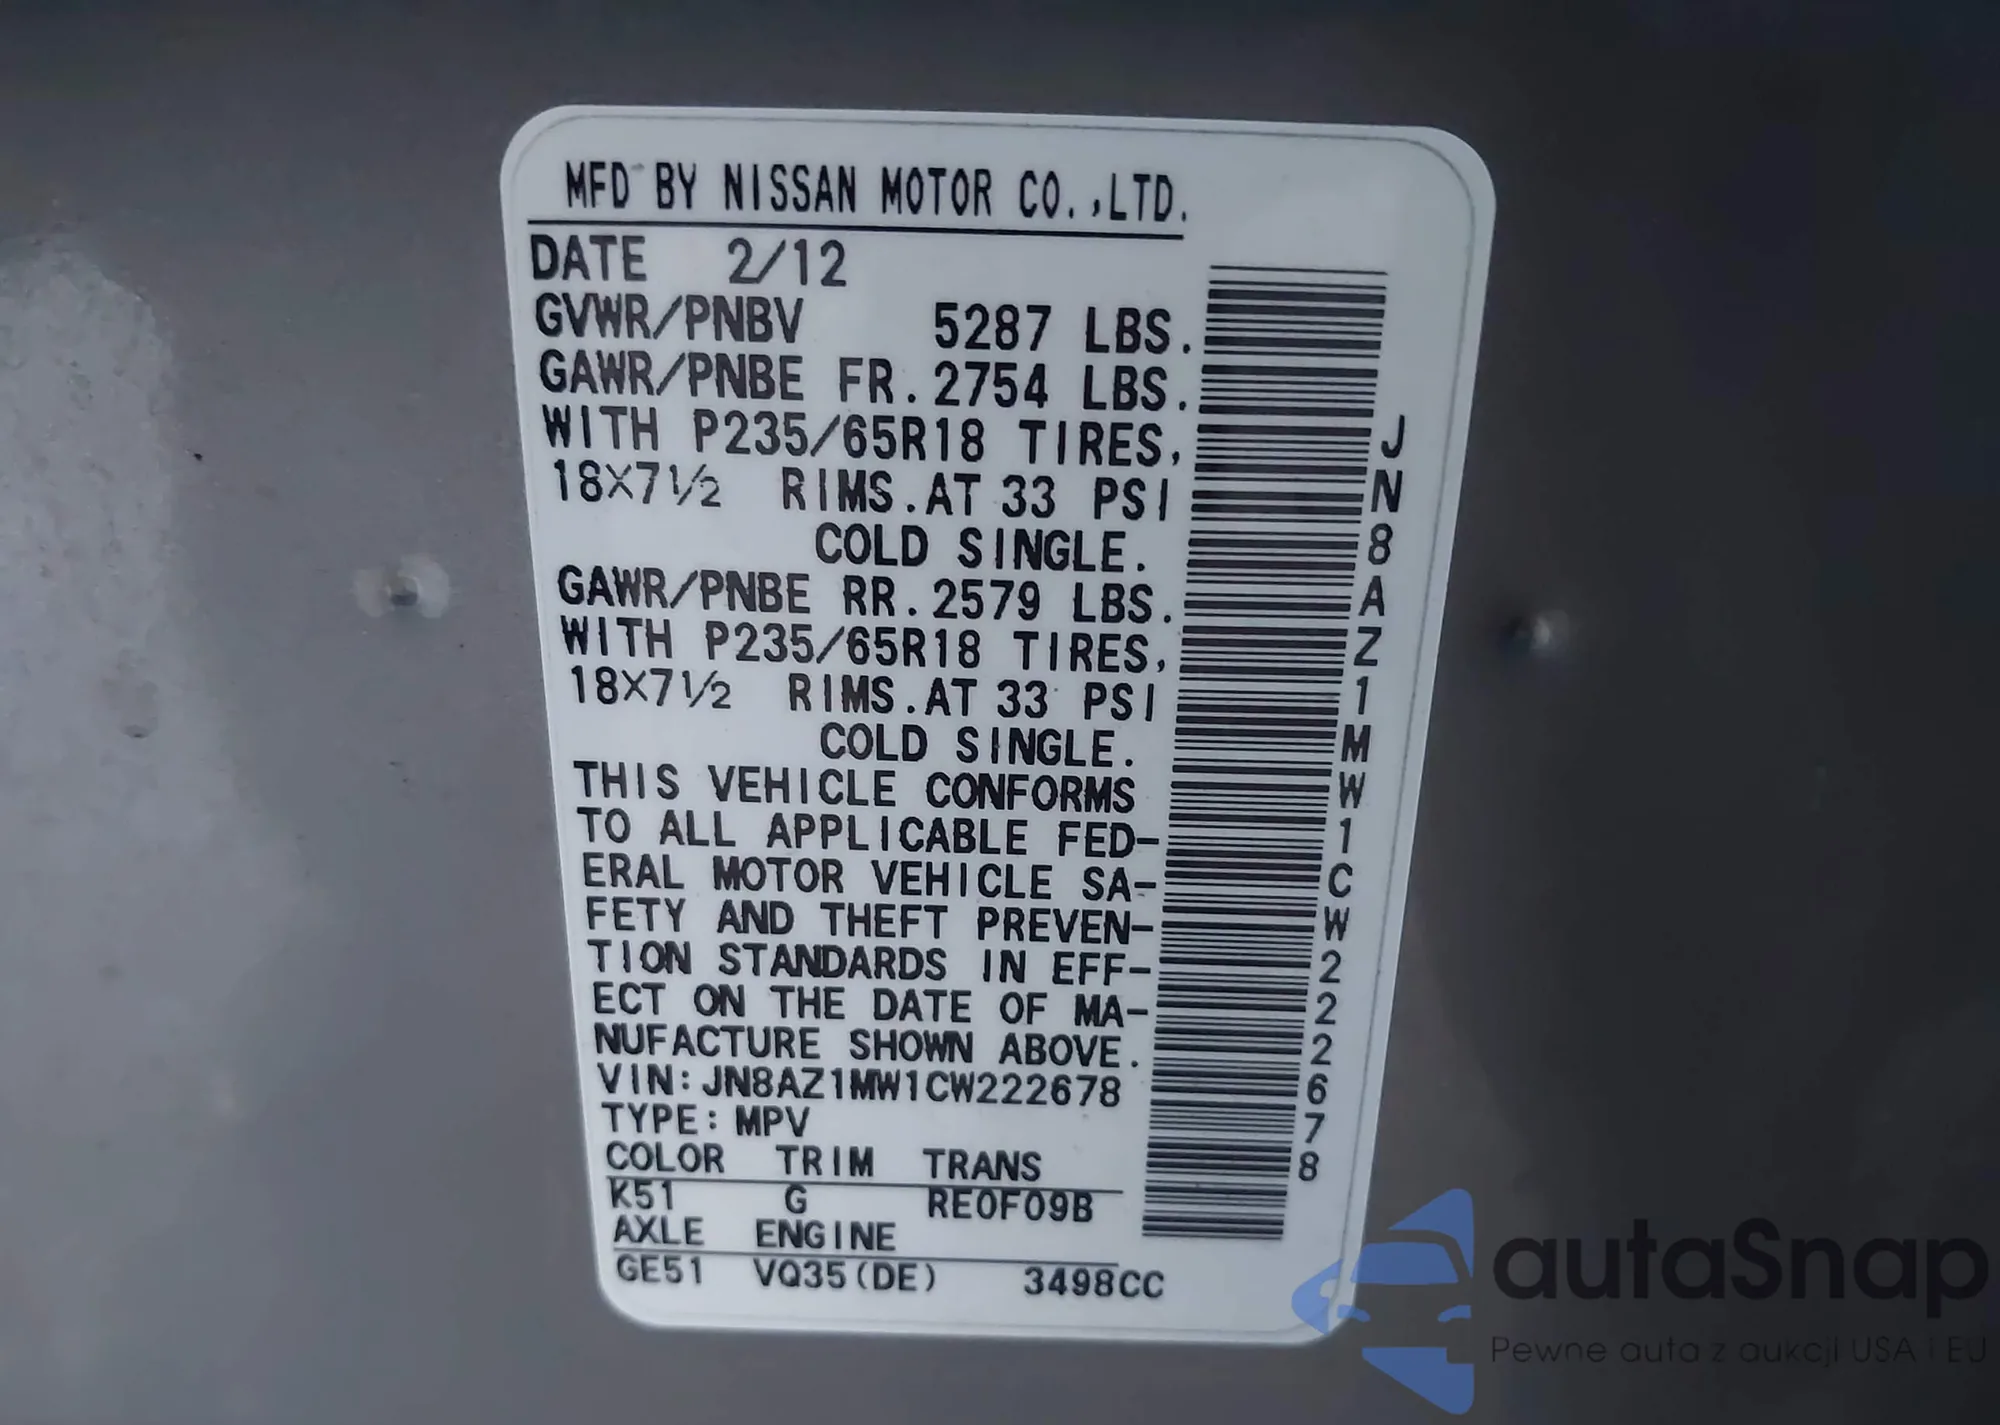 MFD BY NISSAN MOTOR CO.,LTD.
DATE 2/12
GVWR/PNBV 5287 LBS.
GAWR/PNBE FR. 2754 LBS.
WITH P235/65R18 TIRES,
18X7½ RIMS. AT 33 PSI
COLD SINGLE.
GAWR/PNBE RR. 2579 LBS.
WITH P235/65R18 TIRES,
18X7½ RIMS. AT 33 PSI
COLD SINGLE.
THIS VEHICLE CONFORMS
TO ALL APPLICABLE FED-
ERAL MOTOR VEHICLE SA-
FETY AND THEFT PREVEN-
TION STANDARDS IN EFF-
ECT ON THE DATE OF MA-
NUFACTURE SHOWN ABOVE.
VIN: JN8AZ1MW1CW222678
TYPE: MPV
COLOR TRIM TRANS
K51 G RE0F09B
AXLE ENGINE
GE51 VQ35(DE) 3498CC
JN8AZ1MW1CW222678
autaSnap
Pewne auta z aukcji USA i EU